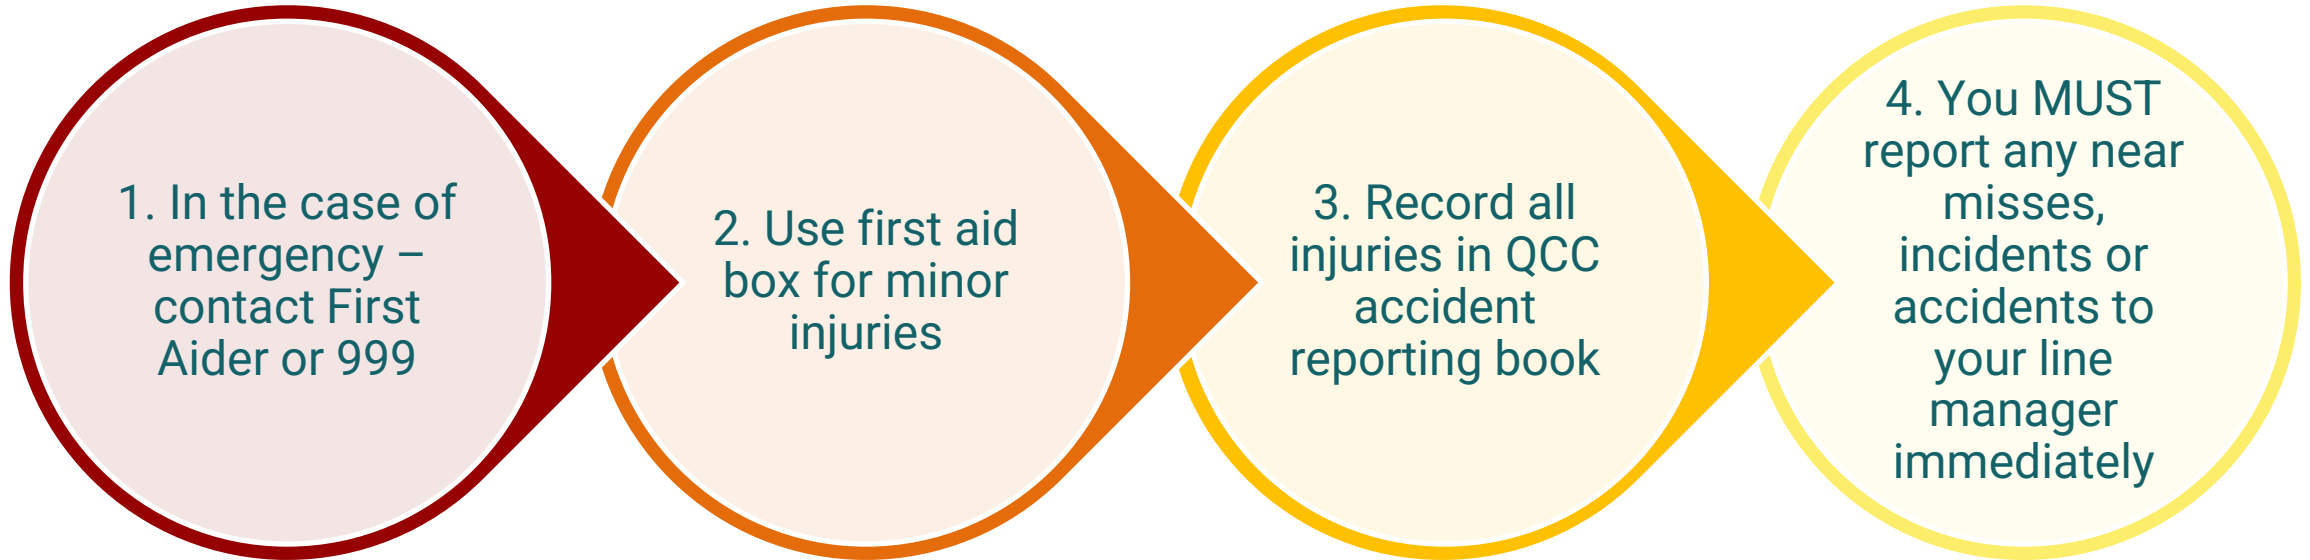 1. In the case of
emergency –
contact First
Aider or 999
2. Use first aid
box for minor
injuries
3. Record all
injuries in QCC
accident
reporting book
4. You MUST
report any near
misses,
incidents or
accidents to
your line
manager
immediately